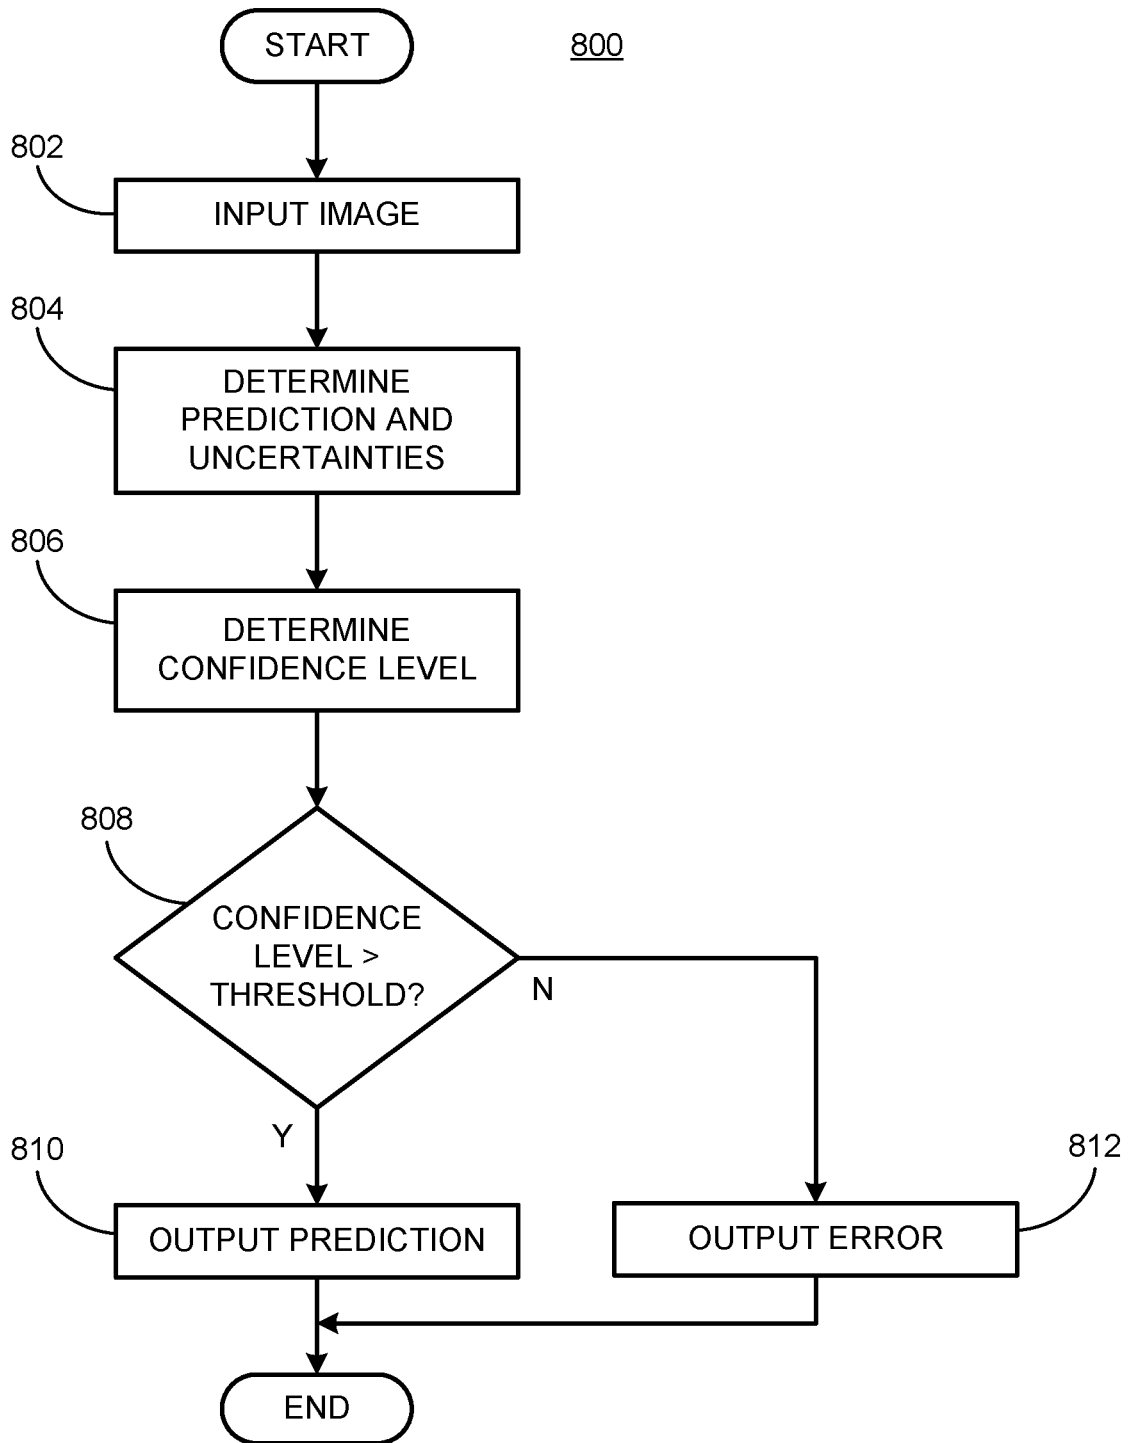 START
800
802
INPUT IMAGE
804
DETERMINE
PREDICTION AND
UNCERTAINTIES
806
DETERMINE
CONFIDENCE LEVEL
808
CONFIDENCE
LEVEL >
THRESHOLD?
N
Y
810
OUTPUT PREDICTION
812
OUTPUT ERROR
END